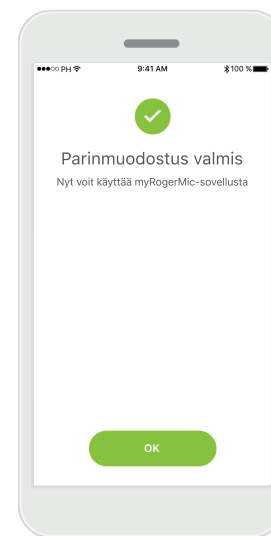 PH 9:41 AM 100 %
Parinmuodostus valmis
Nyt voit käyttää myRogerMic-sovellusta
OK